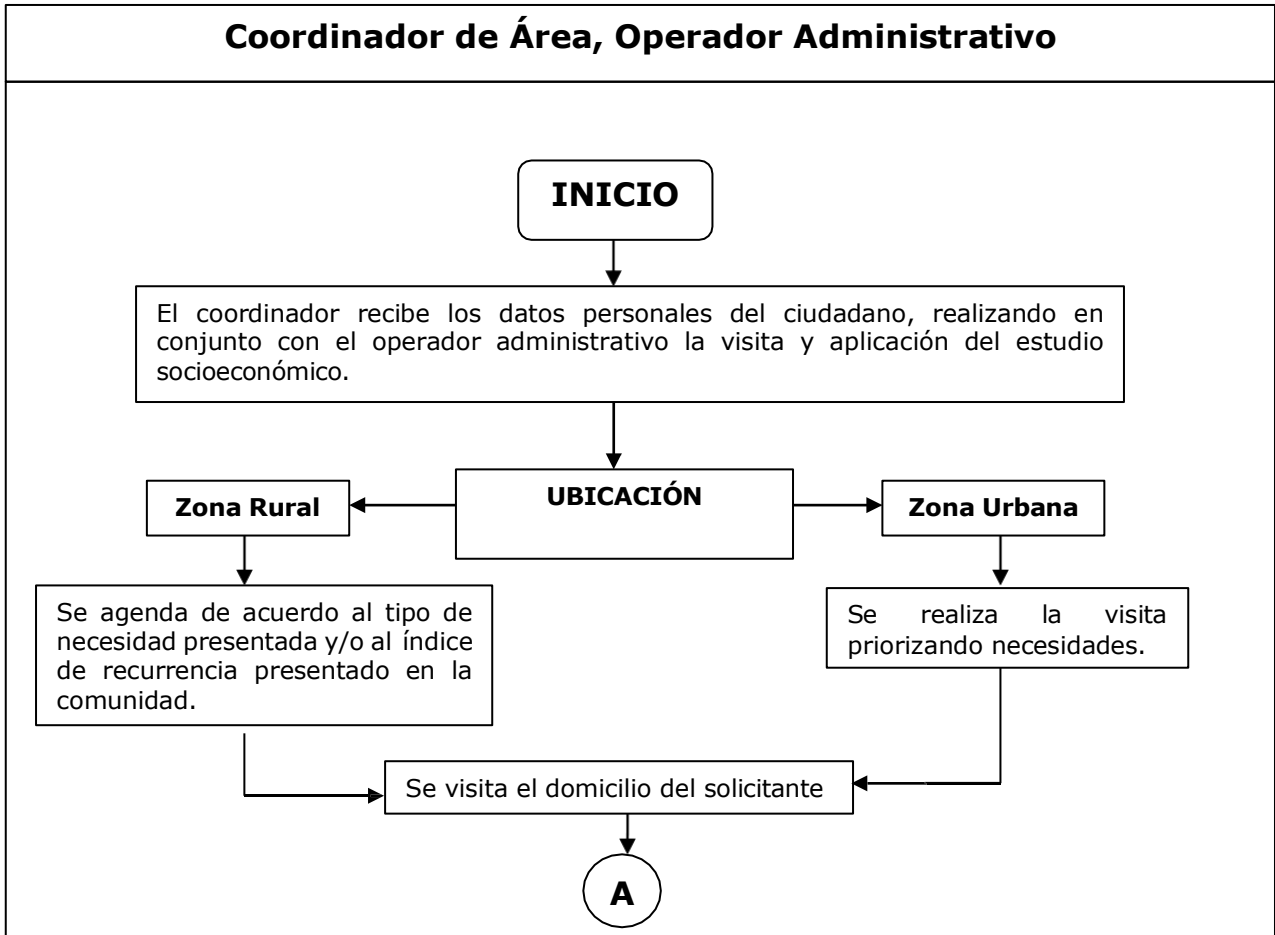 Coordinador de Área, Operador Administrativo
INICIO
El coordinador recibe los datos personales del ciudadano, realizando en
conjunto con el operador administrativo la visita y aplicación del estudio
socioeconómico.
UBICACIÓN
Zona Rural
Zona Urbana
Se agenda de acuerdo al tipo de
necesidad presentada y/o al índice
de recurrencia presentado en la
comunidad.
Se realiza la visita
priorizando necesidades.
Se visita el domicilio del solicitante
A